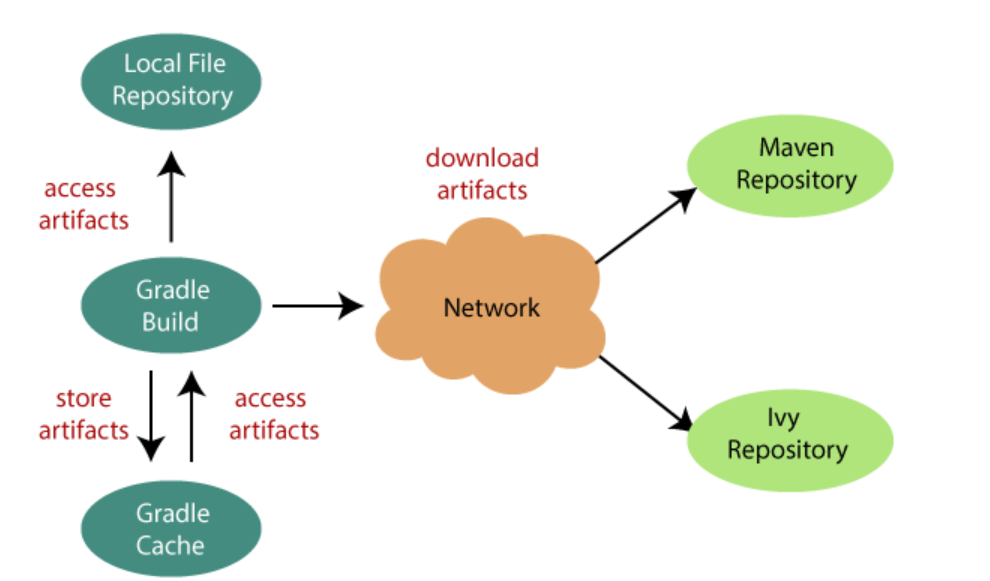 Local File
Repository
download
artifacts
Maven
Repository
access
artifacts
Gradle
Build
Network
store
artifacts
access
artifacts
Ivy
Repository
Gradle
Cache